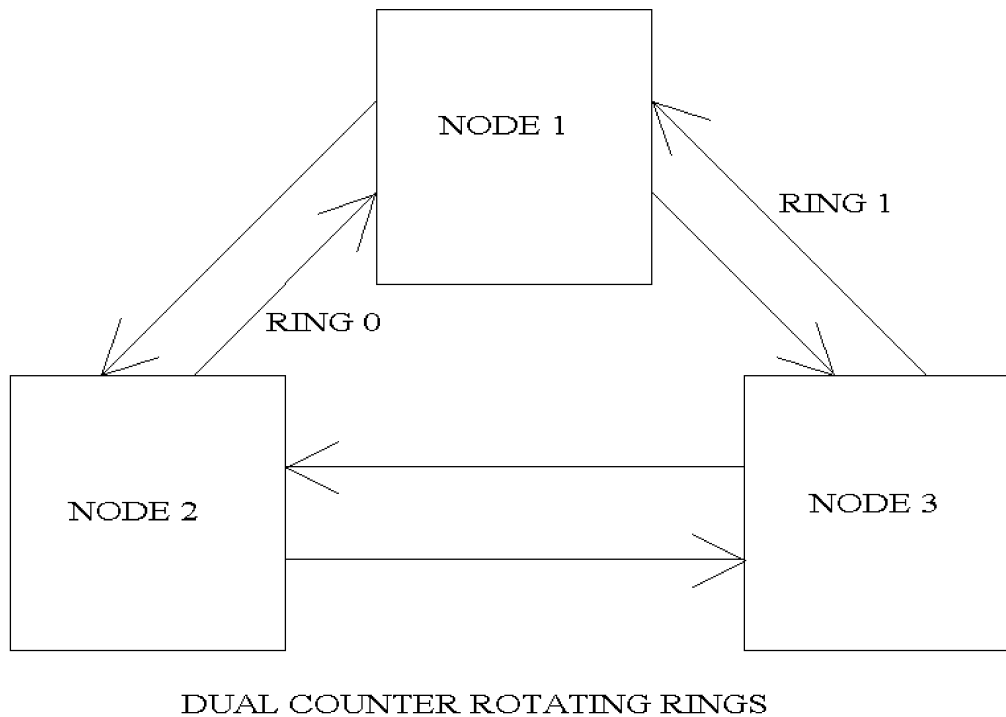 NODE 1
RING 1
RING 0
NODE 2
NODE 3
DUAL COUNTER ROTATING RINGS